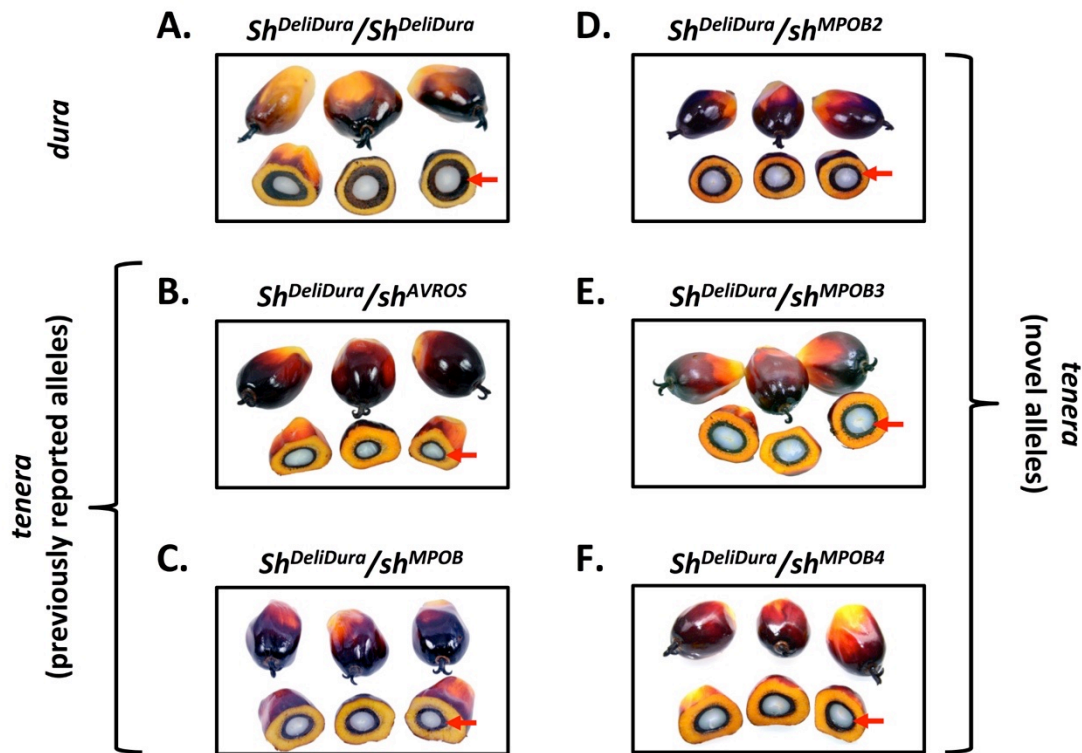 A.
Sh^DeliDura/Sh^DeliDura
dura
D.
Sh^DeliDura/sh^MPOB2
B.
Sh^DeliDura/sh^AVROS
E.
Sh^DeliDura/sh^MPOB3
tenera
(previously reported alleles)
tenera
(novel alleles)
C.
Sh^DeliDura/sh^MPOB
F.
Sh^DeliDura/sh^MPOB4